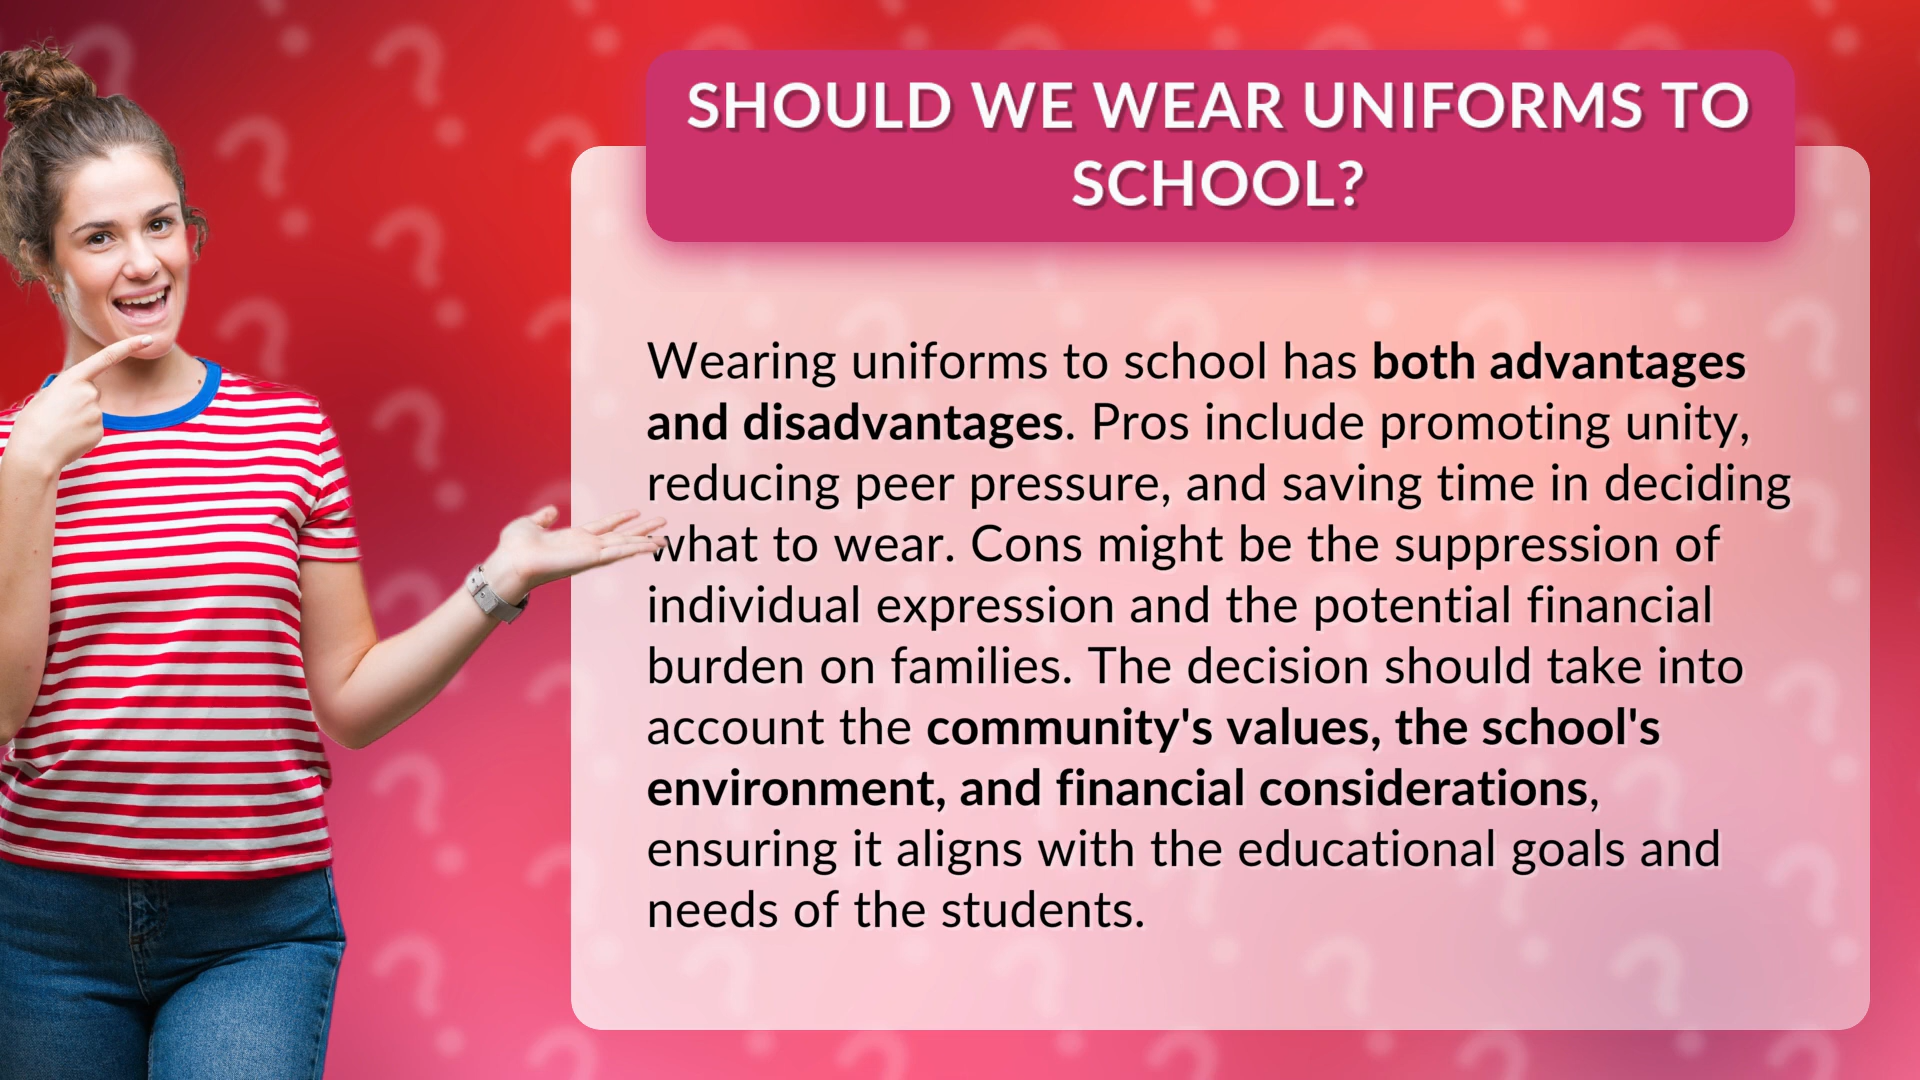 SHOULD WE WEAR UNIFORMS TO
SCHOOL?
Wearing uniforms to school has both advantages
and disadvantages. Pros include promoting unity,
reducing peer pressure, and saving time in deciding
what to wear. Cons might be the suppression of
individual expression and the potential financial
burden on families. The decision should take into
account the community's values, the school's
environment, and financial considerations,
ensuring it aligns with the educational goals and
needs of the students.